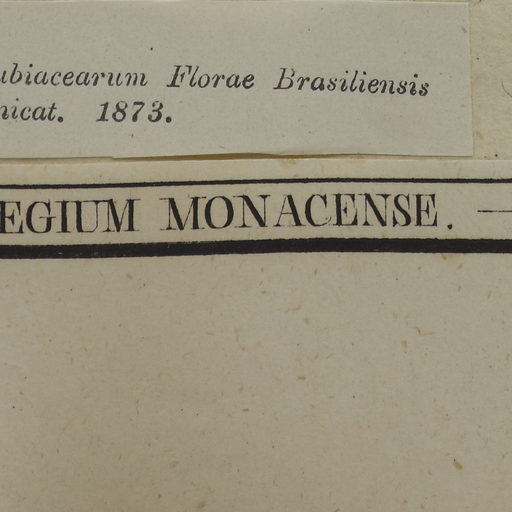 ubiacearum Florae Brasiliensis
nicat. 1873.
EGIUM MONACENSE. —